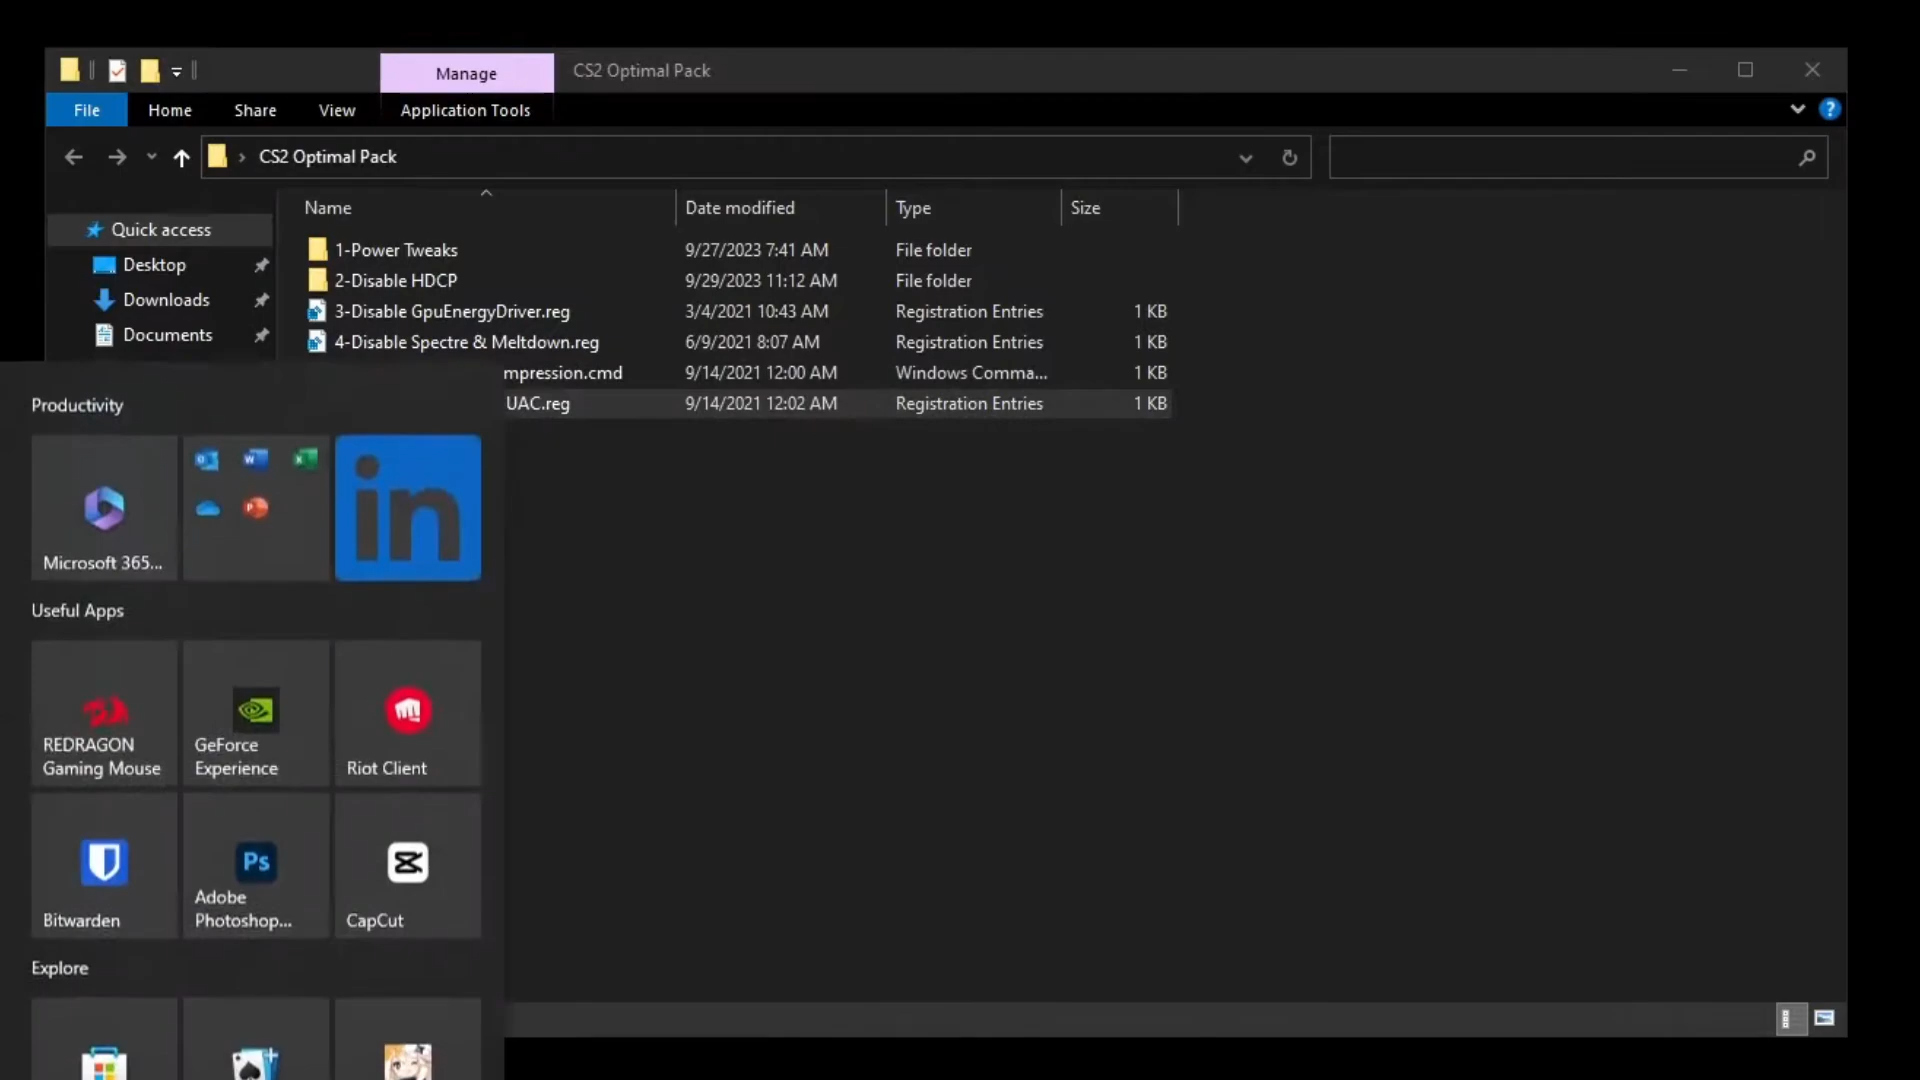 Manage
CS2 Optimal Pack
File
Home
Share
View
Application Tools
CS2 Optimal Pack
Name
Date modified
Type
Size
Quick access
Desktop
Downloads
Documents
1-Power Tweaks 9/27/2023 7:41 AM File folder
2-Disable HDCP 9/29/2023 11:12 AM File folder
3-Disable GpuEnergyDriver.reg 3/4/2021 10:43 AM Registration Entries 1 KB
4-Disable Spectre & Meltdown.reg 6/9/2021 8:07 AM Registration Entries 1 KB
mpression.cmd 9/14/2021 12:00 AM Windows Comma... 1 KB
UAC.reg 9/14/2021 12:02 AM Registration Entries 1 KB
Productivity
Microsoft 365...
in
Useful Apps
REDRAGON
Gaming Mouse
GeForce
Experience
Riot Client
Bitwarden
Ps
Adobe
Photoshop...
CapCut
Explore